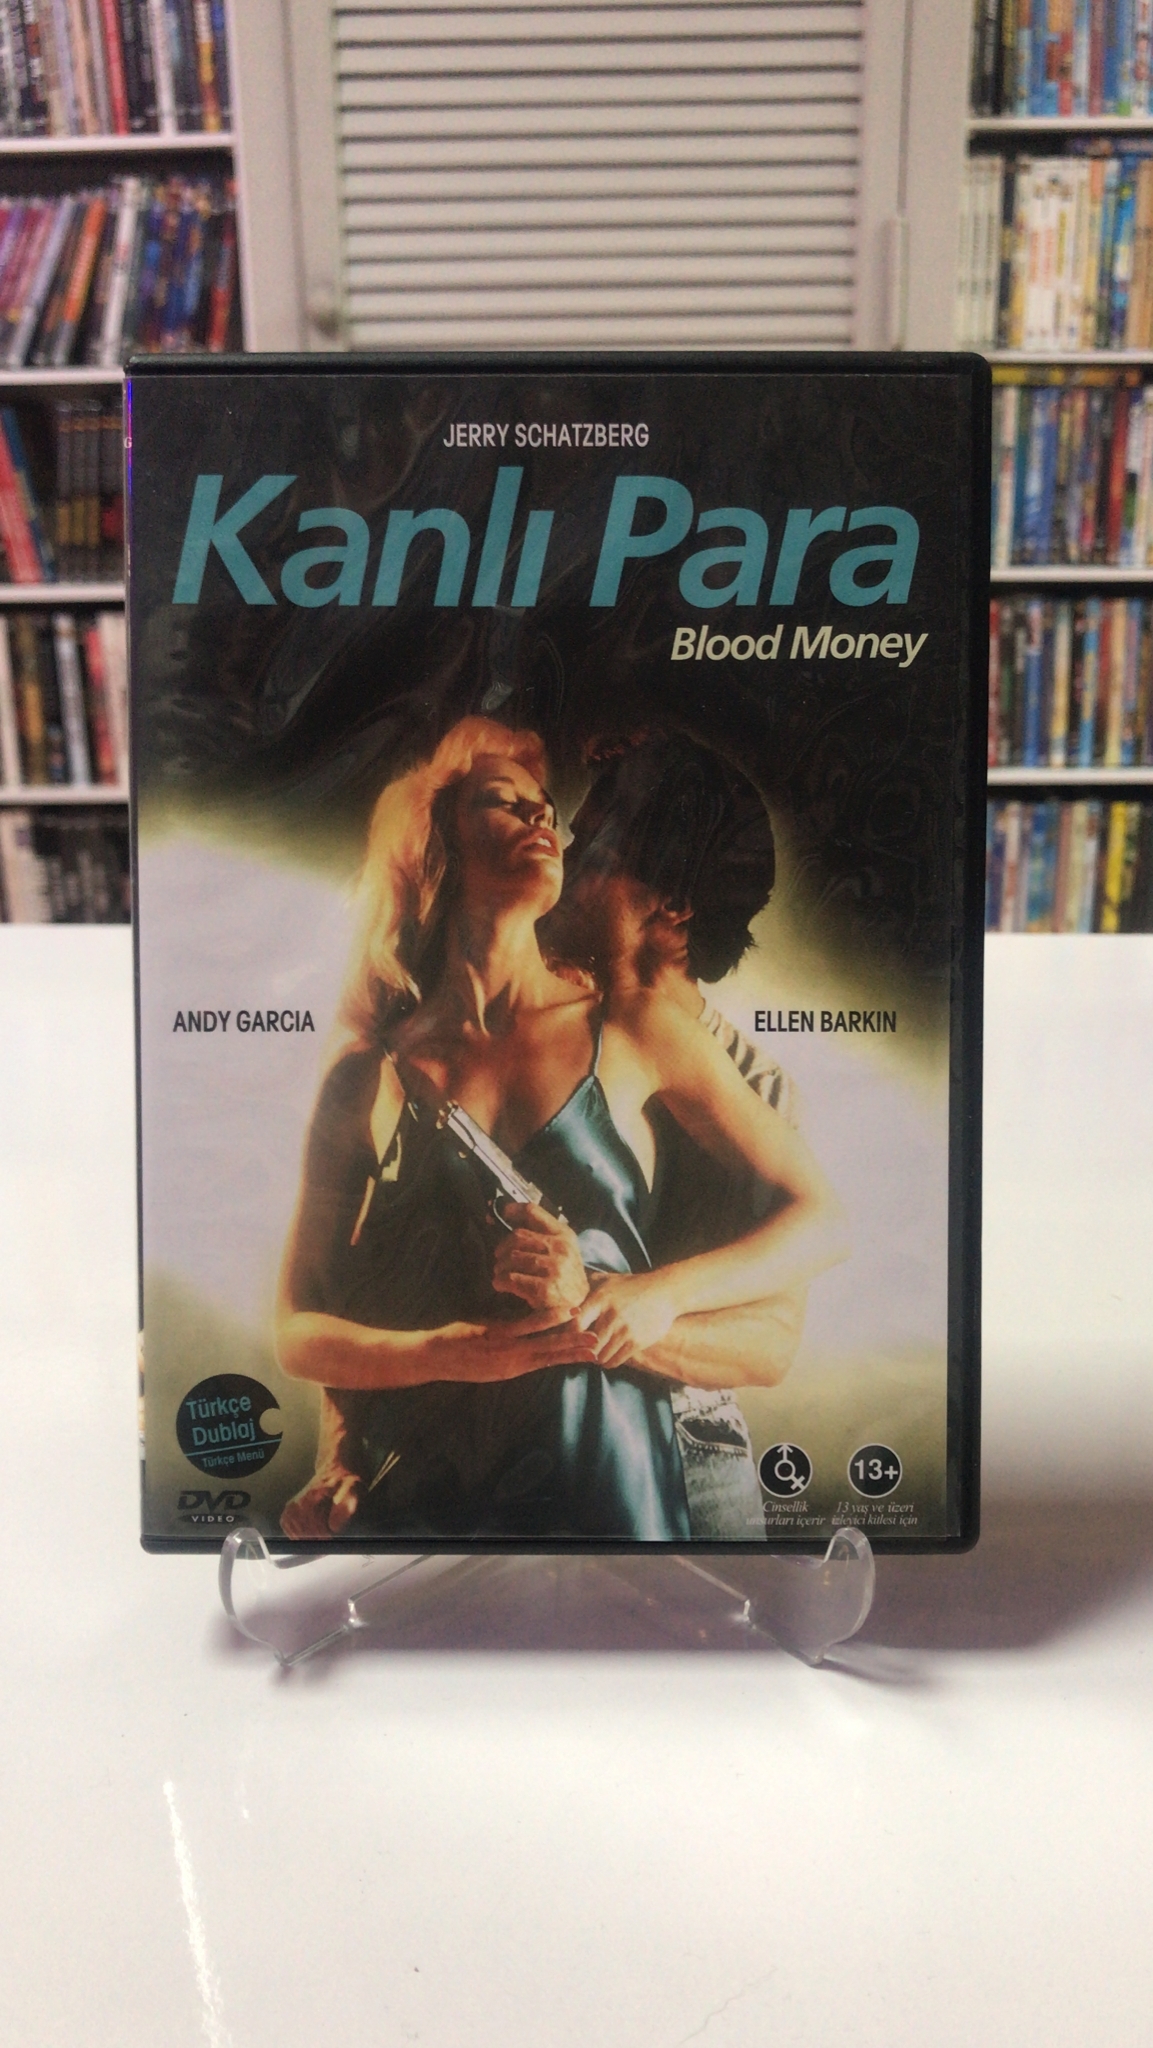 JERRY SCHATZBERG
Kanlı Para
Blood Money
ANDY GARCIA
ELLEN BARKIN
Türkçe
Dublaj
Türkçe Menü
DVD
VIDEO
13+
Cinsellik
unsurları içerir
13 yaş ve üzeri
izleyici kitlesi için